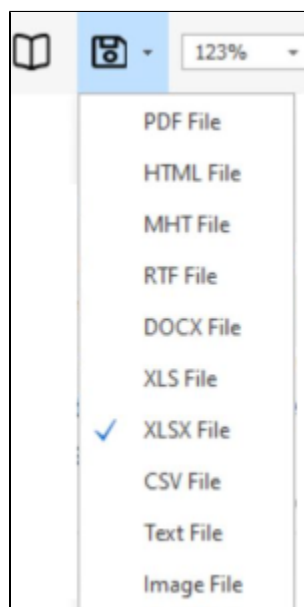 123%
PDF File
HTML File
MHT File
RTF File
DOCX File
XLS File
XLSX File
CSV File
Text File
Image File